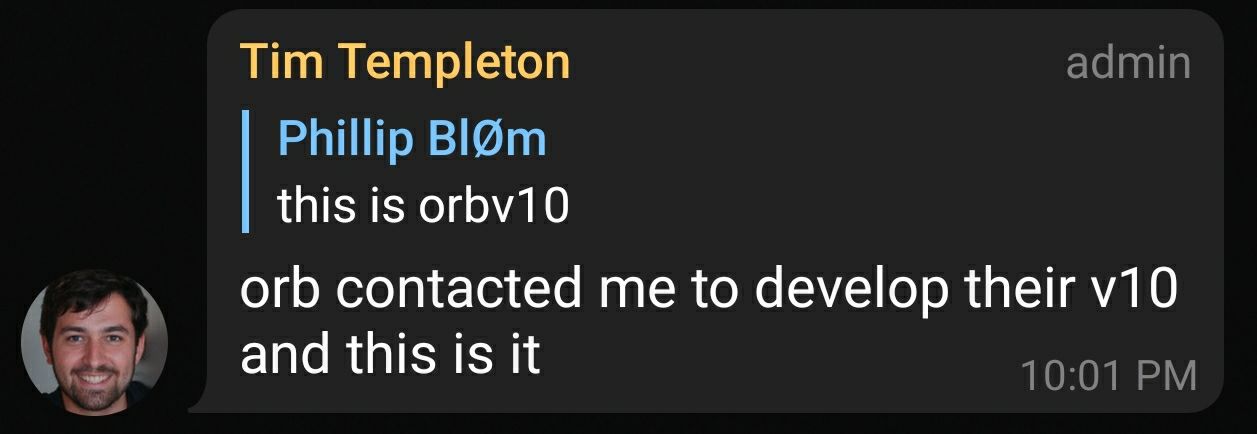 Tim Templeton admin
Phillip BlØm
this is orbv10
orb contacted me to develop their v10
and this is it
10:01 PM